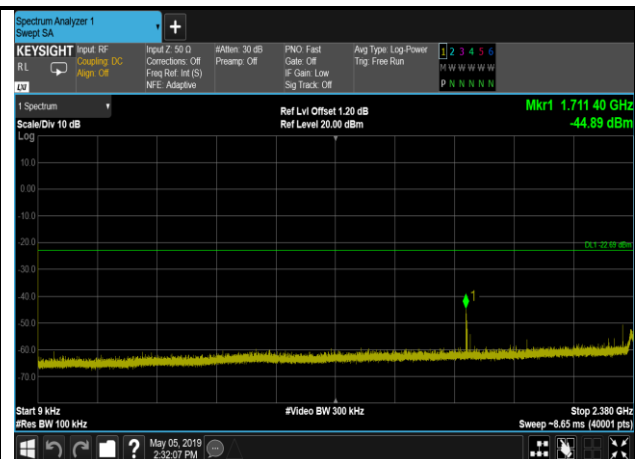 Spectrum Analyzer 1
Swept SA
+
KEYSIGHT Input: RF Input Z: 50 Ω #Atten: 30 dB PNO: Fast Avg Type: Log-Power 1 2 3 4 5 6
RL Coupling: DC Corrections: Off Preamp: Off Gate: Off Trig: Free Run M W W W W W
Align: Off Freq Ref: Int (S) IF Gain: Low
LXI NFE: Adaptive Sig Track: Off P N N N N N
1 Spectrum Ref Lvl Offset 1.20 dB Mkr1 1.711 40 GHz
Scale/Div 10 dB Ref Level 20.00 dBm -44.89 dBm
Log
10.0
0.00
-10.0
-20.0
DL1 -22.69 dBm
-30.0
-40.0
1
-50.0
-60.0
-70.0
Start 9 kHz #Video BW 300 kHz Stop 2.380 GHz
#Res BW 100 kHz Sweep ~8.65 ms (40001 pts)
? May 05, 2019
2:32:07 PM